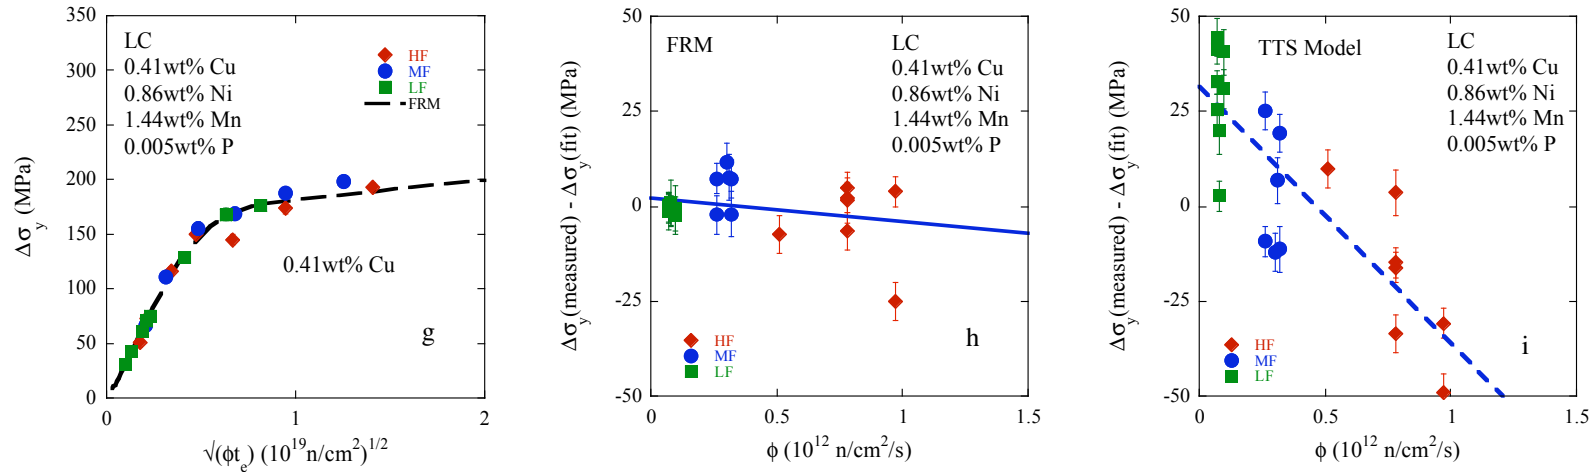 350
300
250
200
150
100
50
0
Δσy (MPa)
LC
0.41wt% Cu
0.86wt% Ni
1.44wt% Mn
0.005wt% P
HF
MF
LF
FRM
0.41wt% Cu
g
0 1 2
√(ϕte) (10^19 n/cm^2)^1/2
50
25
0
-25
-50
Δσy(measured) - Δσy(fit) (MPa)
FRM
LC
0.41wt% Cu
0.86wt% Ni
1.44wt% Mn
0.005wt% P
HF
MF
LF
h
0 0.5 1 1.5
ϕ (10^12 n/cm^2/s)
50
25
0
-25
-50
Δσy(measured) - Δσy(fit) (MPa)
TTS Model
LC
0.41wt% Cu
0.86wt% Ni
1.44wt% Mn
0.005wt% P
HF
MF
LF
i
0 0.5 1 1.5
ϕ (10^12 n/cm^2/s)